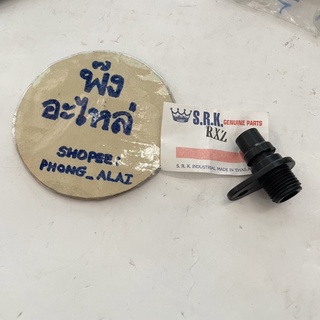 พ้ง
อะไหล่
SHOPEE:
PHONG_ALAI
S.R.K. GENUINE PARTS
RXZ
S. R. K. INDUSTRIAL MADE IN THAILAND